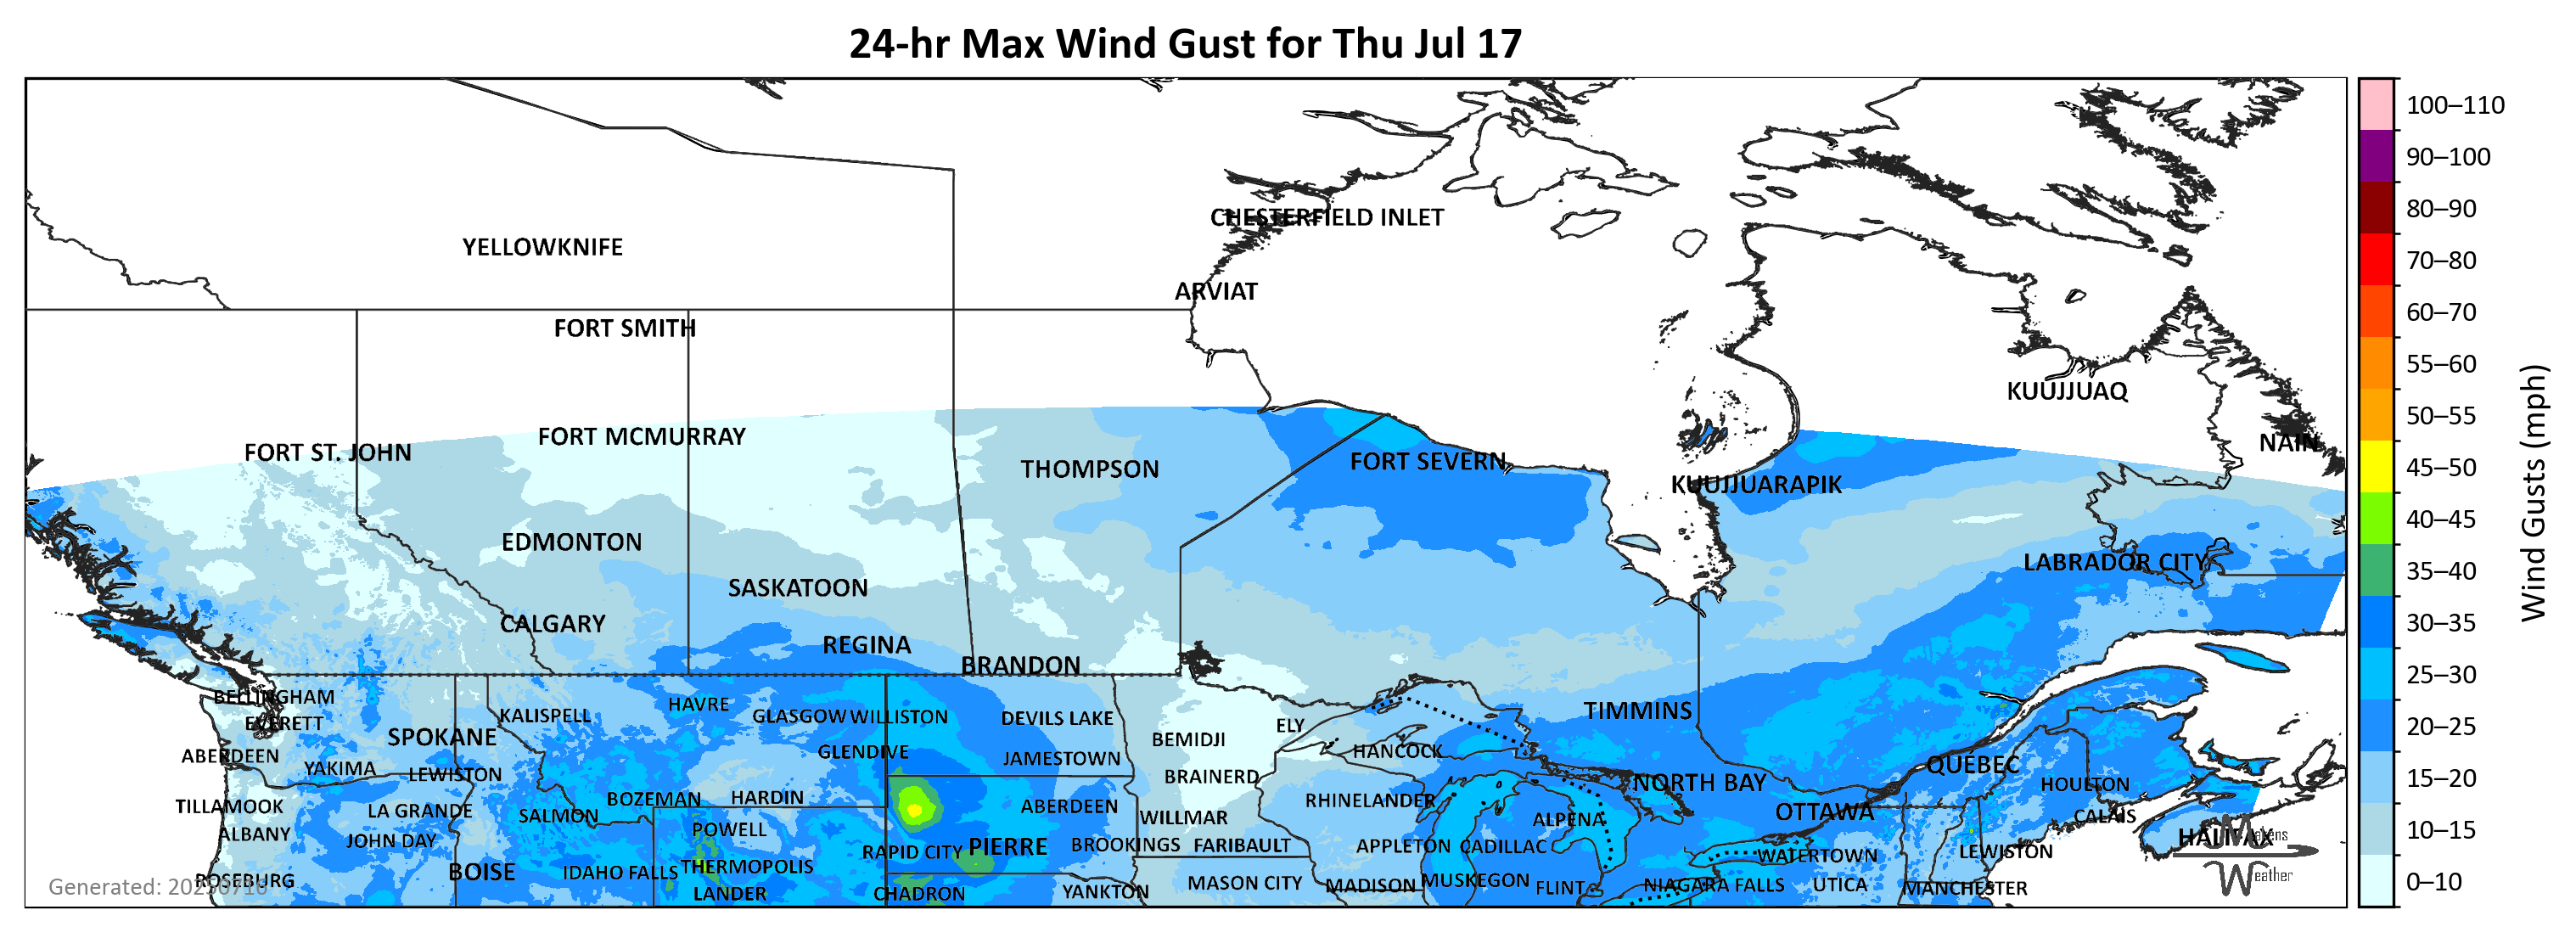 24-hr Max Wind Gust for Thu Jul 17
CHESTERFIELD INLET
YELLOWKNIFE
ARVIAT
FORT SMITH
KUUJJUAQ
FORT MCMURRAY
NAIN
FORT ST. JOHN
FORT SEVERN
THOMPSON
KUUJJUARAPIK
EDMONTON
LABRADOR CITY
SASKATOON
CALGARY
REGINA
BRANDON
BELLINGHAM
KALISPELL
HAVRE
GLASGOW WILLISTON
DEVILS LAKE
TIMMINS
EVERETT
ELY
SPOKANE
BEMIDJI
ABERDEEN
GLENDIVE
JAMESTOWN
HANCOCK
YAKIMA
LEWISTON
BRAINERD
QUÉBEC
NORTH BAY
HOULTON
TILLAMOOK
LA GRANDE
BOZEMAN
HARDIN
ABERDEEN
RHINELANDER
SALMON
WILLMAR
ALPENA
OTTAWA
CALAIS
ALBANY
JOHN DAY
POWELL
HALIFAX
RAPID CITY
PIERRE
BROOKINGS
FARIBAULT
APPLETON
CADILLAC
WATERTOWN
LEWISTON
BOISE
IDAHO FALLS
THERMOPOLIS
ROSEBURG
LANDER
CHADRON
YANKTON
MASON CITY
MADISON
MUSKEGON
FLINT
NIAGARA FALLS
UTICA
MANCHESTER
Makens
Weather
Generated: 20250716
100–110
90–100
80–90
70–80
60–70
55–60
50–55
45–50
40–45
35–40
30–35
25–30
20–25
15–20
10–15
0–10
Wind Gusts (mph)